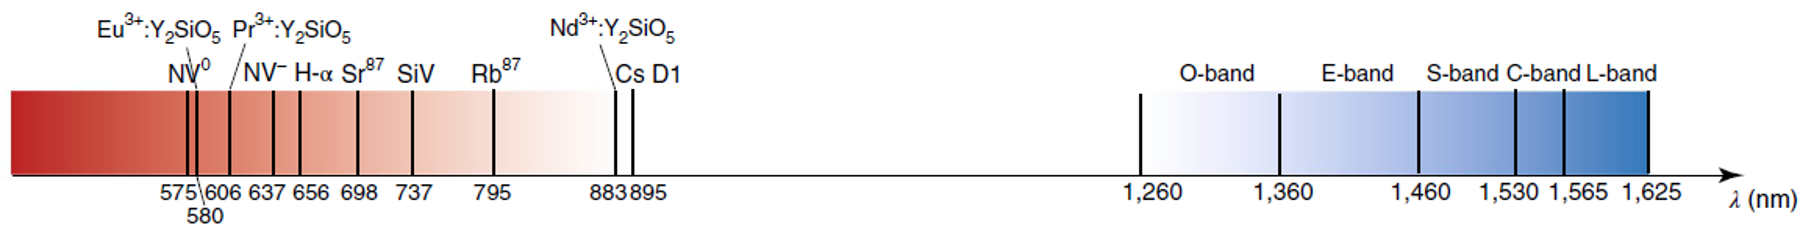 Eu³⁺:Y₂SiO₅ Pr³⁺:Y₂SiO₅ Nd³⁺:Y₂SiO₅
NV⁰ NV⁻ H-α Sr⁸⁷ SiV Rb⁸⁷ Cs D1 O-band E-band S-band C-band L-band
575 606 637 656 698 737 795 883 895 1,260 1,360 1,460 1,530 1,565 1,625 λ (nm)
580